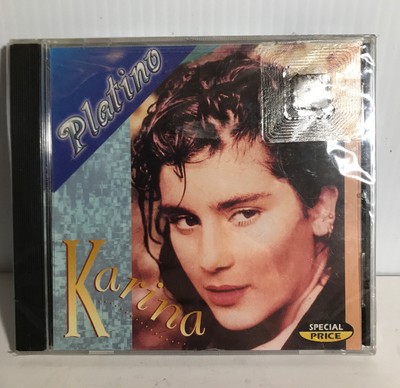 Platino
Karina
SPECIAL
PRICE